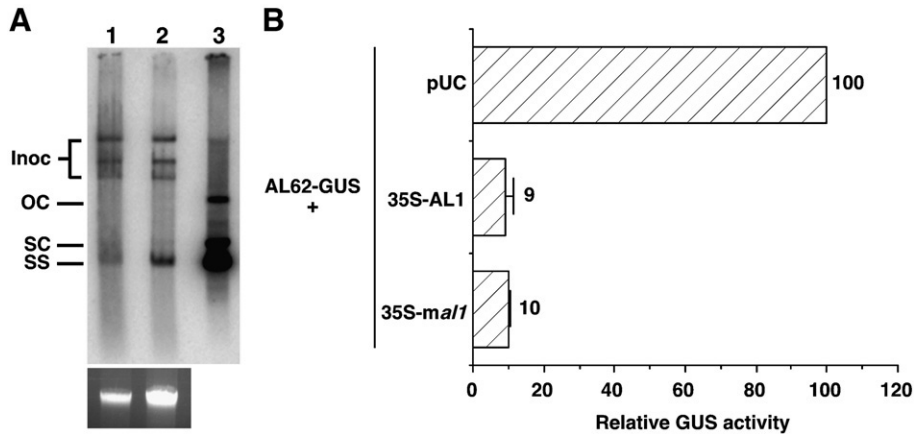 A
1 2 3
Inoc
OC
SC
SS
B
AL62-GUS
+
pUC
100
35S-AL1
9
35S-mal1
10
0 20 40 60 80 100 120
Relative GUS activity